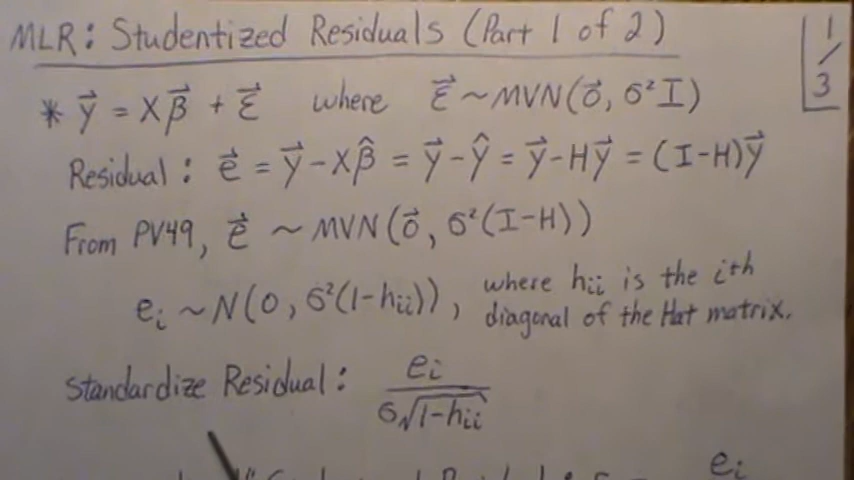 MLR: Studentized Residuals (Part 1 of 2)
1/3
* y⃗ = Xβ⃗ + ε⃗ where ε⃗ ~ MVN(0⃗, σ²I)
Residual: e⃗ = y⃗ - Xβ̂⃗ = y⃗ - ŷ⃗ = y⃗ - Hy⃗ = (I-H)y⃗
From PV49, e⃗ ~ MVN(0⃗, σ²(I-H))
eᵢ ~ N(0, σ²(1-hᵢᵢ)), where hᵢᵢ is the iᵗʰ
diagonal of the Hat matrix.
Standardize Residual: eᵢ / σ√(1-hᵢᵢ)
eᵢ